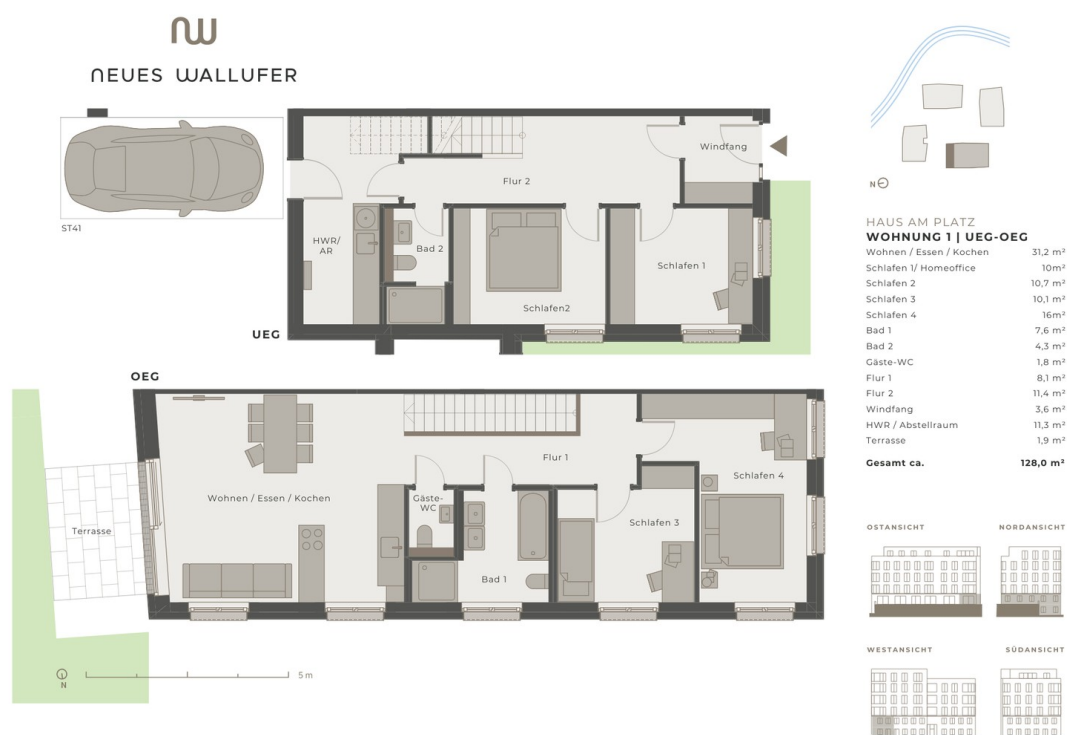 NEUES WALLUFER
ST41
Windfang
Flur 2
HWR/
AR
Bad 2
Schlafen2
Schlafen 1
UEG
OEG
Wohnen / Essen / Kochen
Terrasse
Flur 1
Gäste-
WC
Bad 1
Schlafen 3
Schlafen 4
N
5 m
N
HAUS AM PLATZ
WOHNUNG 1 | UEG-OEG
Wohnen / Essen / Kochen 31,2 m²
Schlafen 1/ Homeoffice 10m²
Schlafen 2 10,7 m²
Schlafen 3 10,1 m²
Schlafen 4 16m²
Bad 1 7,6 m²
Bad 2 4,3 m²
Gäste-WC 1,8 m²
Flur 1 8,1 m²
Flur 2 11,4 m²
Windfang 3,6 m²
HWR / Abstellraum 11,3 m²
Terrasse 1,9 m²
Gesamt ca. 128,0 m²
OSTANSICHT NORDANSICHT
WESTANSICHT SÜDANSICHT